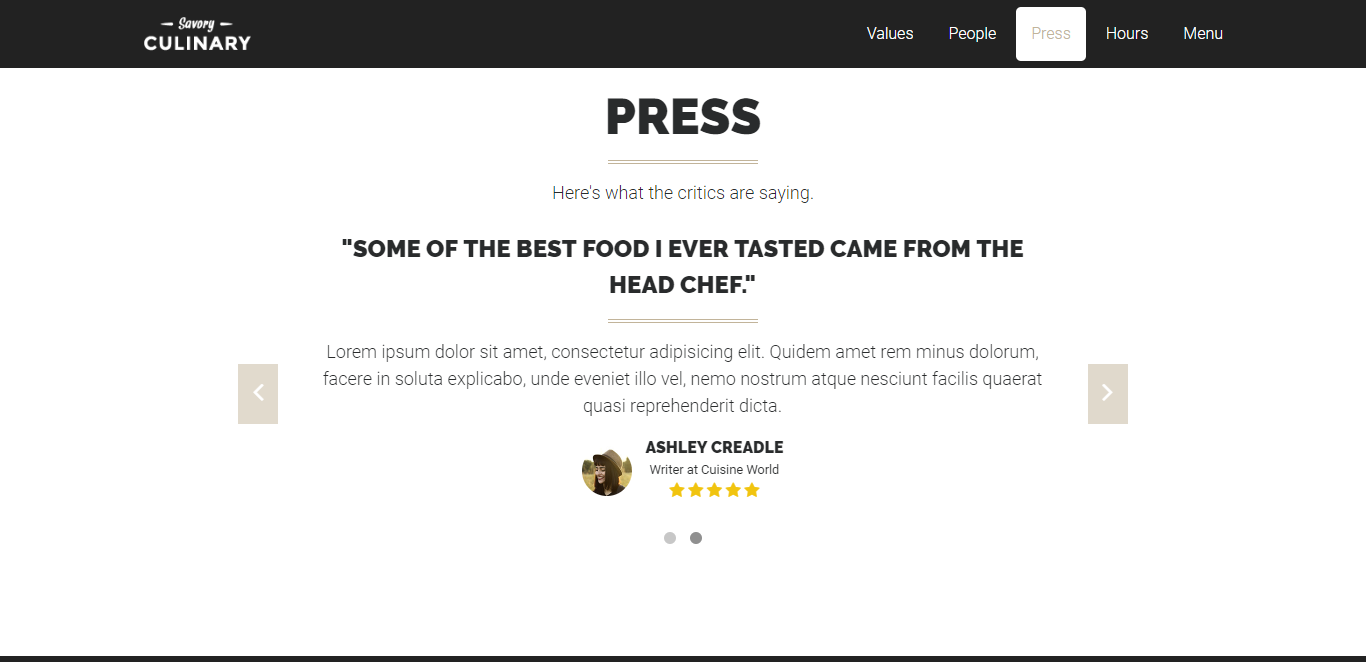 Savory
CULINARY
Values
People
Press
Hours
Menu
PRESS
Here's what the critics are saying.
"SOME OF THE BEST FOOD I EVER TASTED CAME FROM THE
HEAD CHEF."
Lorem ipsum dolor sit amet, consectetur adipisicing elit. Quidem amet rem minus dolorum,
facere in soluta explicabo, unde eveniet illo vel, nemo nostrum atque nesciunt facilis quaerat
quasi reprehenderit dicta.
ASHLEY CREADLE
Writer at Cuisine World